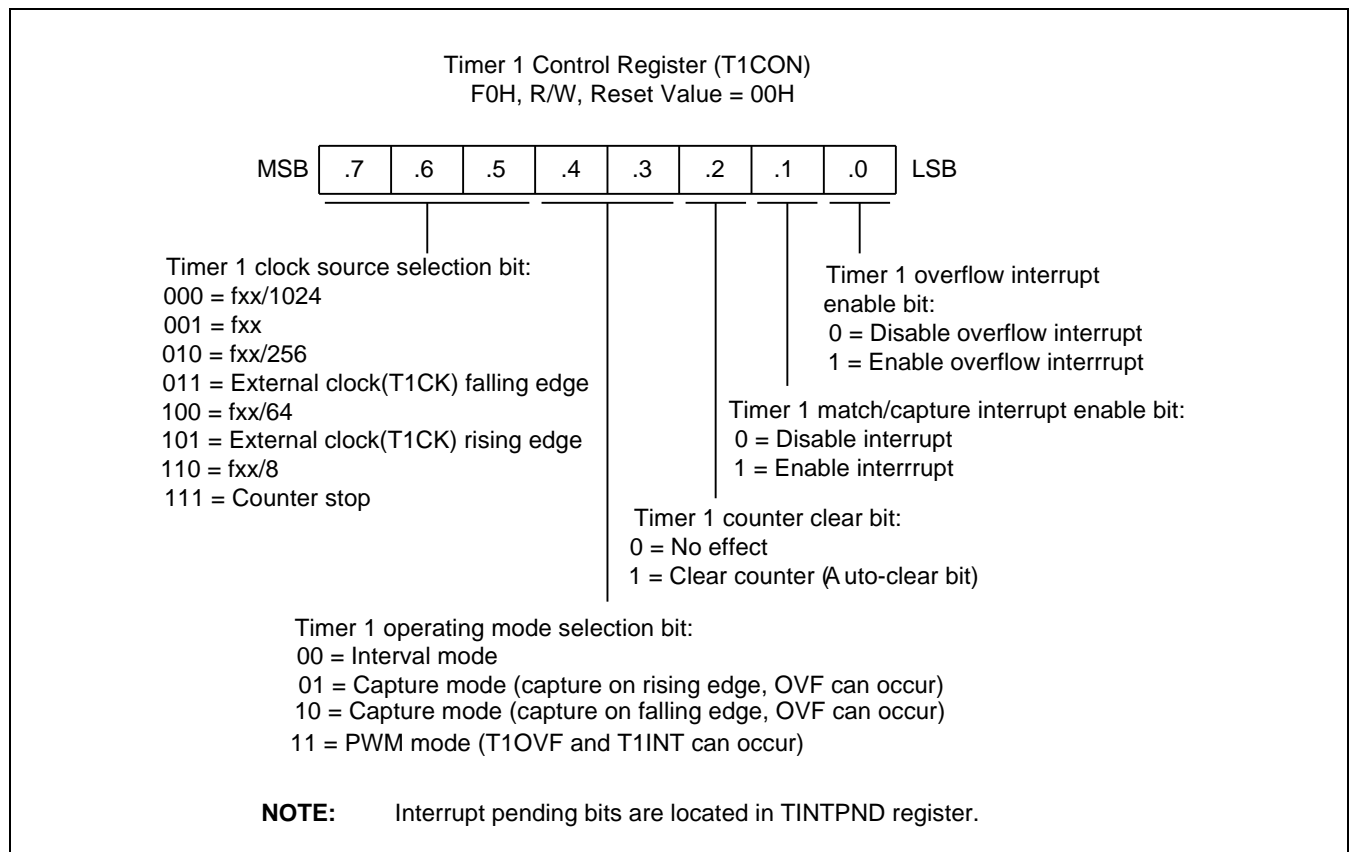 Timer 1 Control Register (T1CON)
F0H, R/W, Reset Value = 00H
MSB .7 .6 .5 .4 .3 .2 .1 .0 LSB
Timer 1 clock source selection bit:
000 = fxx/1024
001 = fxx
010 = fxx/256
011 = External clock(T1CK) falling edge
100 = fxx/64
101 = External clock(T1CK) rising edge
110 = fxx/8
111 = Counter stop
Timer 1 overflow interrupt
enable bit:
0 = Disable overflow interrupt
1 = Enable overflow interrrupt
Timer 1 match/capture interrupt enable bit:
0 = Disable interrupt
1 = Enable interrrupt
Timer 1 counter clear bit:
0 = No effect
1 = Clear counter (Auto-clear bit)
Timer 1 operating mode selection bit:
00 = Interval mode
01 = Capture mode (capture on rising edge, OVF can occur)
10 = Capture mode (capture on falling edge, OVF can occur)
11 = PWM mode (T1OVF and T1INT can occur)
NOTE: Interrupt pending bits are located in TINTPND register.